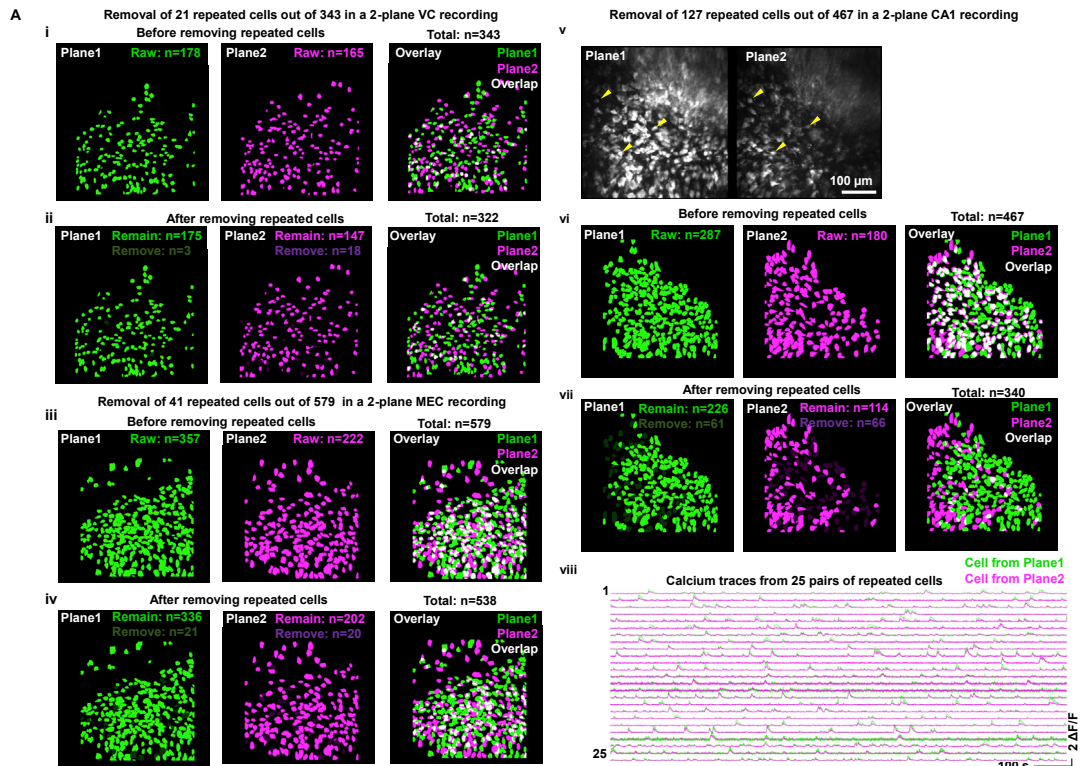 A
Removal of 21 repeated cells out of 343 in a 2-plane VC recording
i
Before removing repeated cells
Total: n=343
Plane1
Raw: n=178
Plane2
Raw: n=165
Overlay
Plane1
Plane2
Overlap
ii
After removing repeated cells
Total: n=322
Plane1
Remain: n=175
Remove: n=3
Plane2
Remain: n=147
Remove: n=18
Overlay
Plane1
Plane2
Overlap
Removal of 41 repeated cells out of 579 in a 2-plane MEC recording
iii
Before removing repeated cells
Total: n=579
Plane1
Raw: n=357
Plane2
Raw: n=222
Overlay
Plane1
Plane2
Overlap
iv
After removing repeated cells
Total: n=538
Plane1
Remain: n=336
Remove: n=21
Plane2
Remain: n=202
Remove: n=20
Overlay
Plane1
Plane2
Overlap
Removal of 127 repeated cells out of 467 in a 2-plane CA1 recording
v
Plane1
Plane2
100 µm
vi
Before removing repeated cells
Total: n=467
Plane1
Raw: n=287
Plane2
Raw: n=180
Overlay
Plane1
Plane2
Overlap
vii
After removing repeated cells
Total: n=340
Plane1
Remain: n=226
Remove: n=61
Plane2
Remain: n=114
Remove: n=66
Overlay
Plane1
Plane2
Overlap
viii
Calcium traces from 25 pairs of repeated cells
Cell from Plane1
Cell from Plane2
1
25
2 ΔF/F
100 s